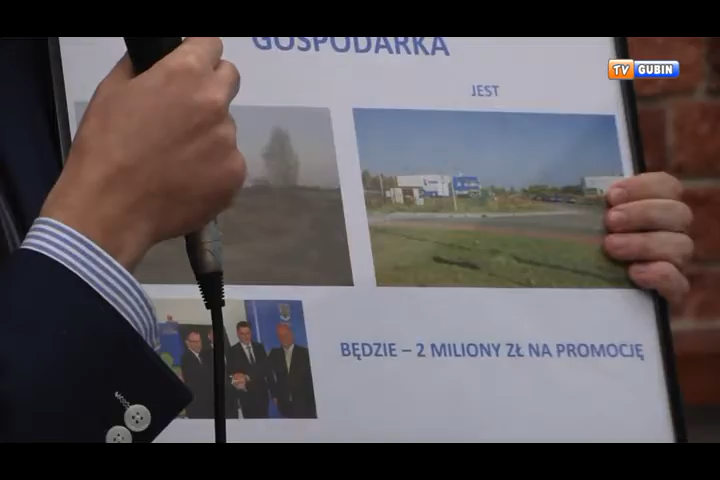 GOSPODARKA
TV GUBIN
JEST
BĘDZIE – 2 MILIONY ZŁ NA PROMOCJĘ